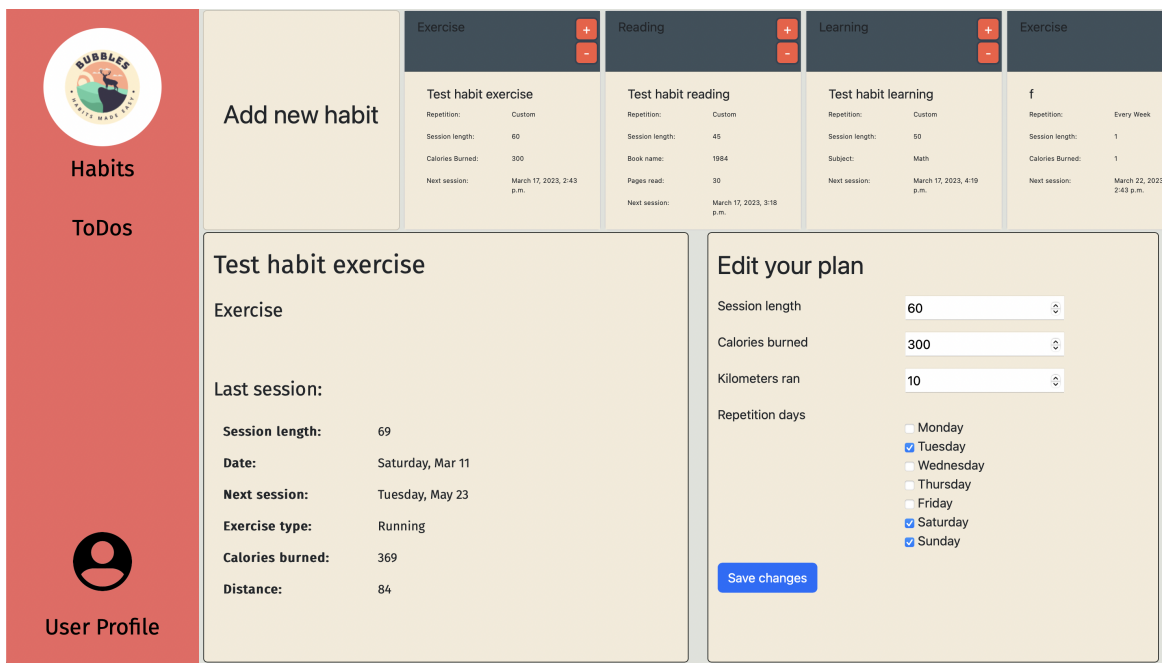 BUBBLES
HABITS MADE EASY
Habits
ToDos
User Profile
Add new habit
Exercise
+
-
Test habit exercise
Repetition: Custom
Session length: 60
Calories Burned: 300
Next session: March 17, 2023, 2:43
p.m.
Reading
+
-
Test habit reading
Repetition: Custom
Session length: 45
Book name: 1984
Pages read: 30
Next session: March 17, 2023, 3:18
p.m.
Learning
+
-
Test habit learning
Repetition: Custom
Session length: 50
Subject: Math
Next session: March 17, 2023, 4:19
p.m.
Exercise
f
Repetition: Every Week
Session length: 1
Calories Burned: 1
Next session: March 22, 2023
2:43 p.m.
Test habit exercise
Exercise
Last session:
Session length: 69
Date: Saturday, Mar 11
Next session: Tuesday, May 23
Exercise type: Running
Calories burned: 369
Distance: 84
Edit your plan
Session length 60
Calories burned 300
Kilometers ran 10
Repetition days
Monday
Tuesday
Wednesday
Thursday
Friday
Saturday
Sunday
Save changes